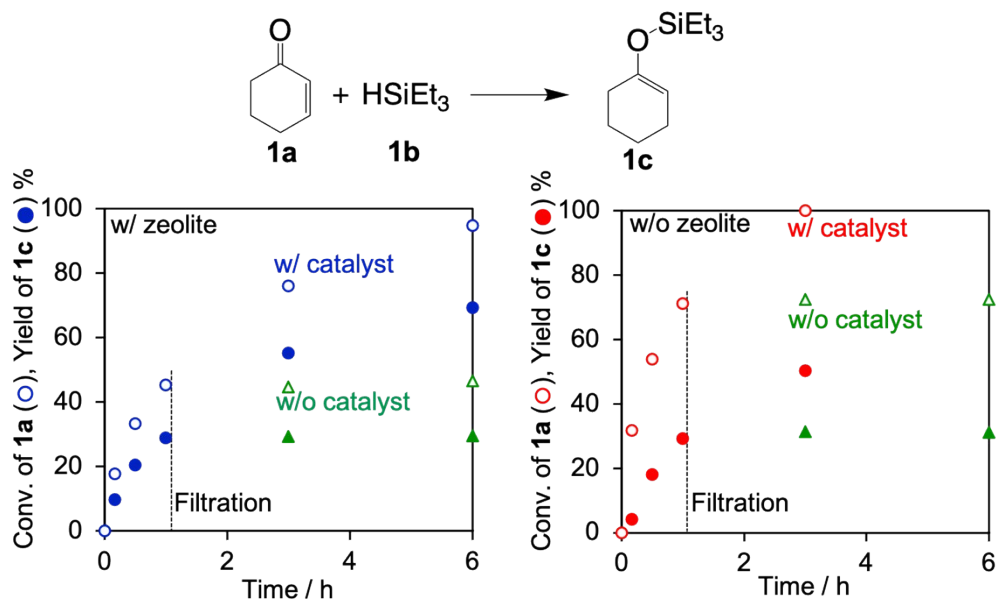 O
+ HSiEt3
O-SiEt3
1a
1b
1c
Conv. of 1a (○), Yield of 1c (●) %
100
80
60
40
20
0
w/ zeolite
w/ catalyst
w/o catalyst
Filtration
0
2
4
6
Time / h
Conv. of 1a (○), Yield of 1c (●) %
100
80
60
40
20
0
w/o zeolite
w/ catalyst
w/o catalyst
Filtration
0
2
4
6
Time / h